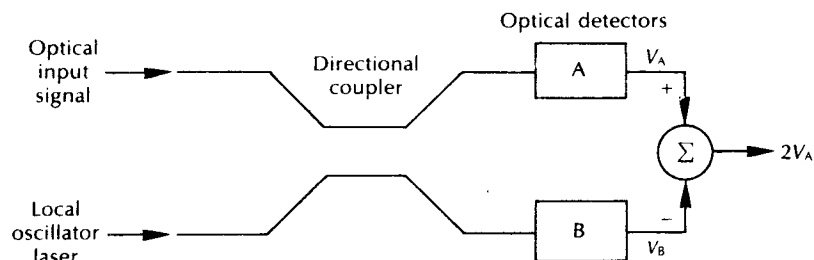 Optical detectors
Optical
input
signal
Directional
coupler
A
V_A
+
Σ
2V_A
Local
oscillator
laser
B
−
V_B